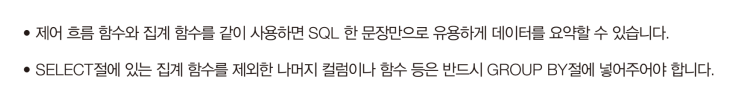 • 제어 흐름 함수와 집계 함수를 같이 사용하면 SQL 한 문장만으로 유용하게 데이터를 요약할 수 있습니다.
• SELECT절에 있는 집계 함수를 제외한 나머지 컬럼이나 함수 등은 반드시 GROUP BY절에 넣어주어야 합니다.